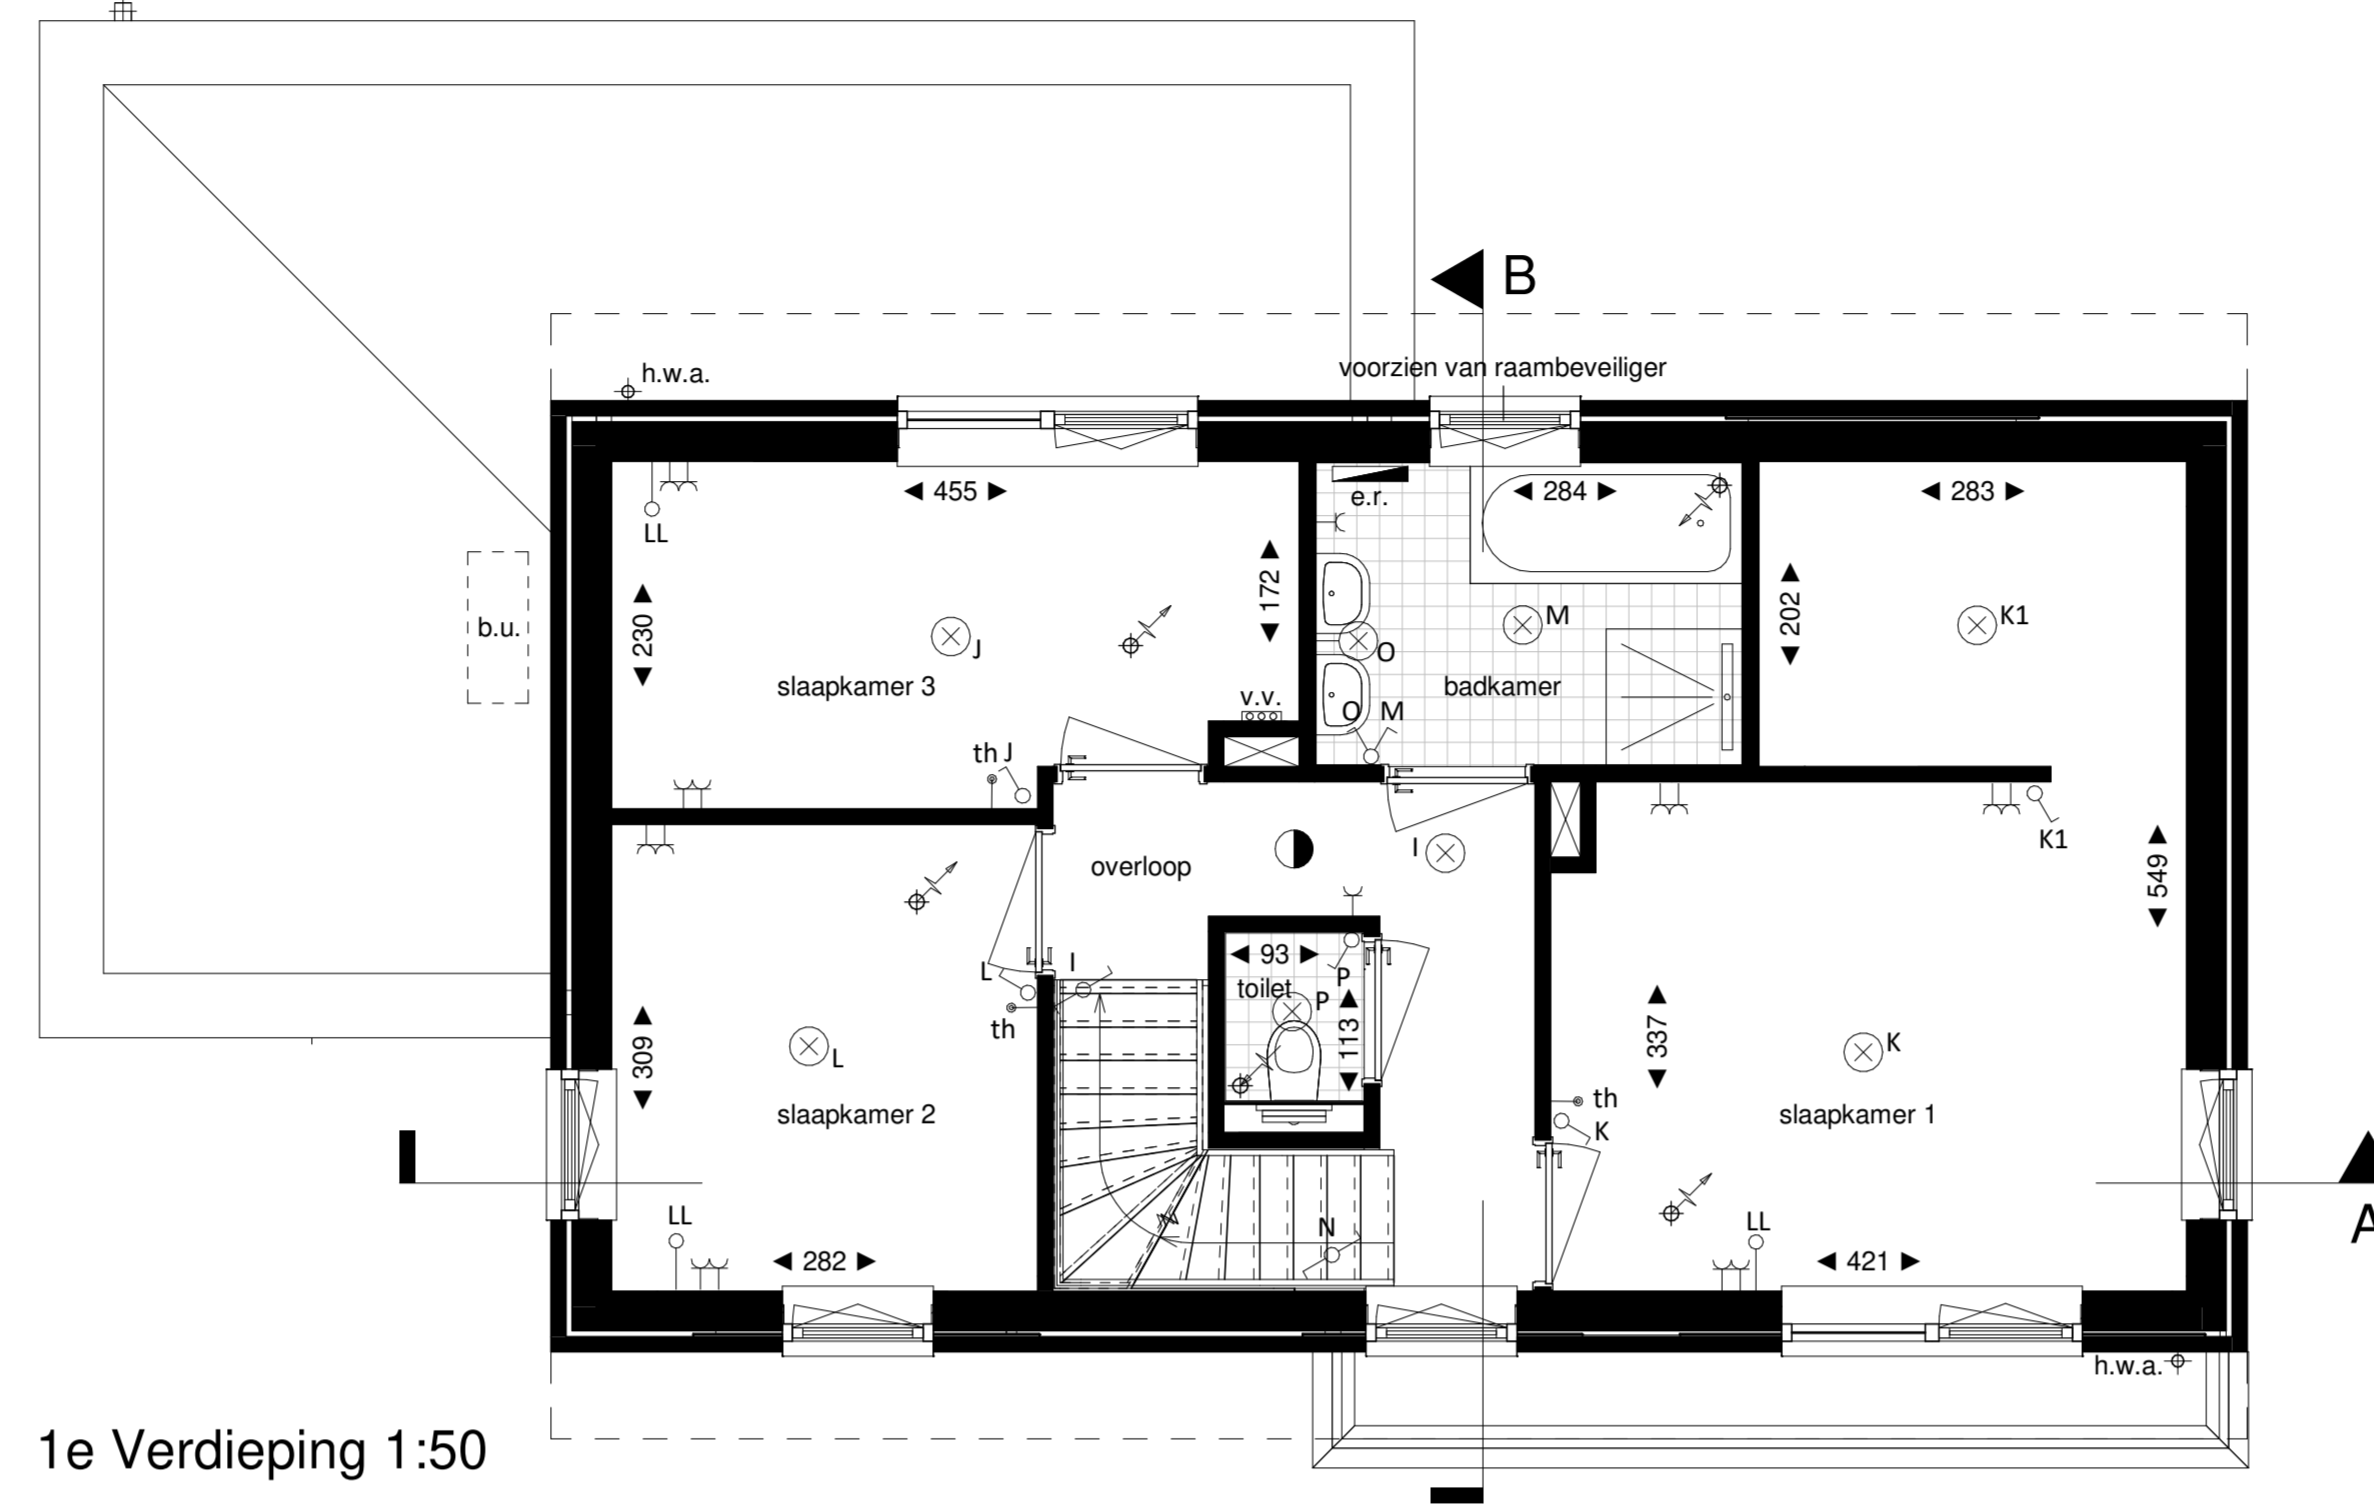 B
voorzien van raambeveiliger
h.w.a.
455
e.r.
284
283
LL
172
202
230
b.u.
J
M
K1
O
slaapkamer 3
badkamer
v.v.
O M
th J
K1
I
overloop
549
93
L
I
P
toilet
P
th
113
309
L
337
K
th
K
slaapkamer 2
slaapkamer 1
A
LL
N
N
LL
282
421
h.w.a.
1e Verdieping 1:50